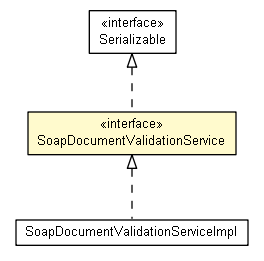 «interface»
Serializable
«interface»
SoapDocumentValidationService
SoapDocumentValidationServiceImpl